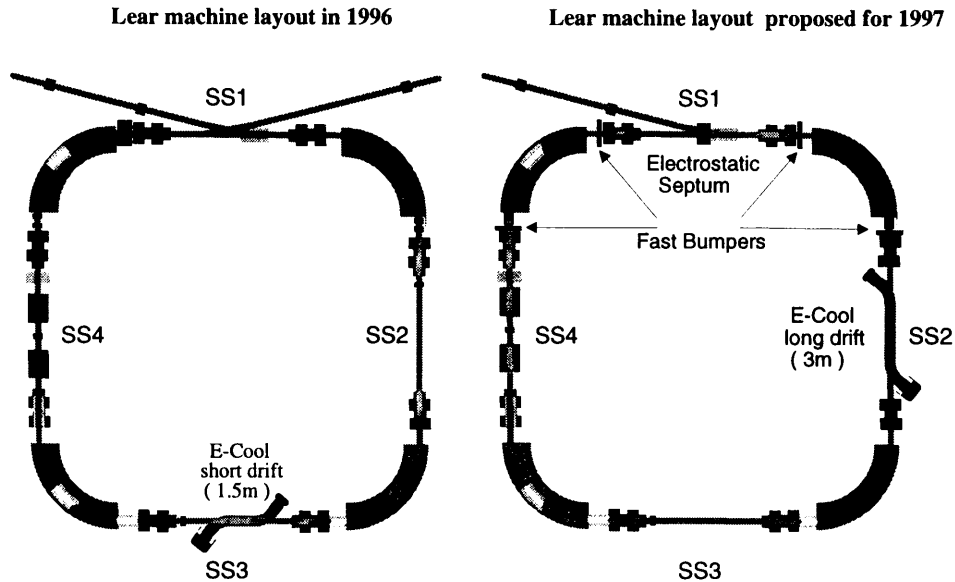 Lear machine layout in 1996
SS1
SS4
SS2
E-Cool
short drift
( 1.5m )
SS3
Lear machine layout proposed for 1997
SS1
Electrostatic
Septum
Fast Bumpers
SS4
E-Cool
long drift
( 3m )
SS2
SS3